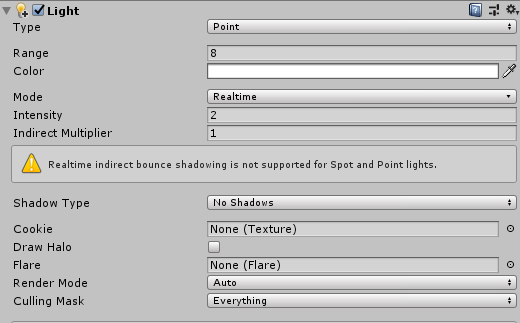 Light
Type Point
Range 8
Color
Mode Realtime
Intensity 2
Indirect Multiplier 1
Realtime indirect bounce shadowing is not supported for Spot and Point lights.
Shadow Type No Shadows
Cookie None (Texture)
Draw Halo
Flare None (Flare)
Render Mode Auto
Culling Mask Everything